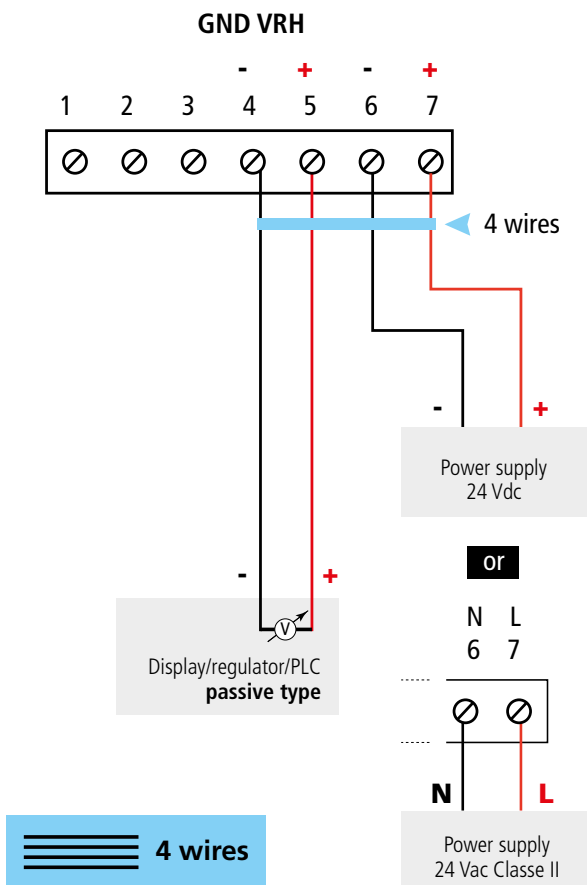 GND VRH
- + - +
1 2 3 4 5 6 7
4 wires
- +
Power supply
24 Vdc
or
- +
V
Display/regulator/PLC
passive type
N L
6 7
N L
4 wires
Power supply
24 Vac Classe II